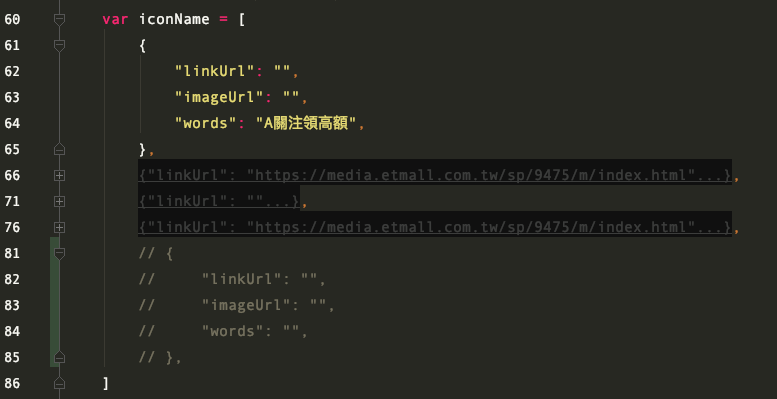 60 var iconName = [
61 {
62 "linkUrl": "",
63 "imageUrl": "",
64 "words": "A關注領高額",
65 },
66 {"linkUrl": "https://media.etmall.com.tw/sp/9475/m/index.html"...},
71 {"linkUrl": ""...},
76 {"linkUrl": "https://media.etmall.com.tw/sp/9475/m/index.html"...},
81 // {
82 //     "linkUrl": "",
83 //     "imageUrl": "",
84 //     "words": "",
85 // },
86 ]